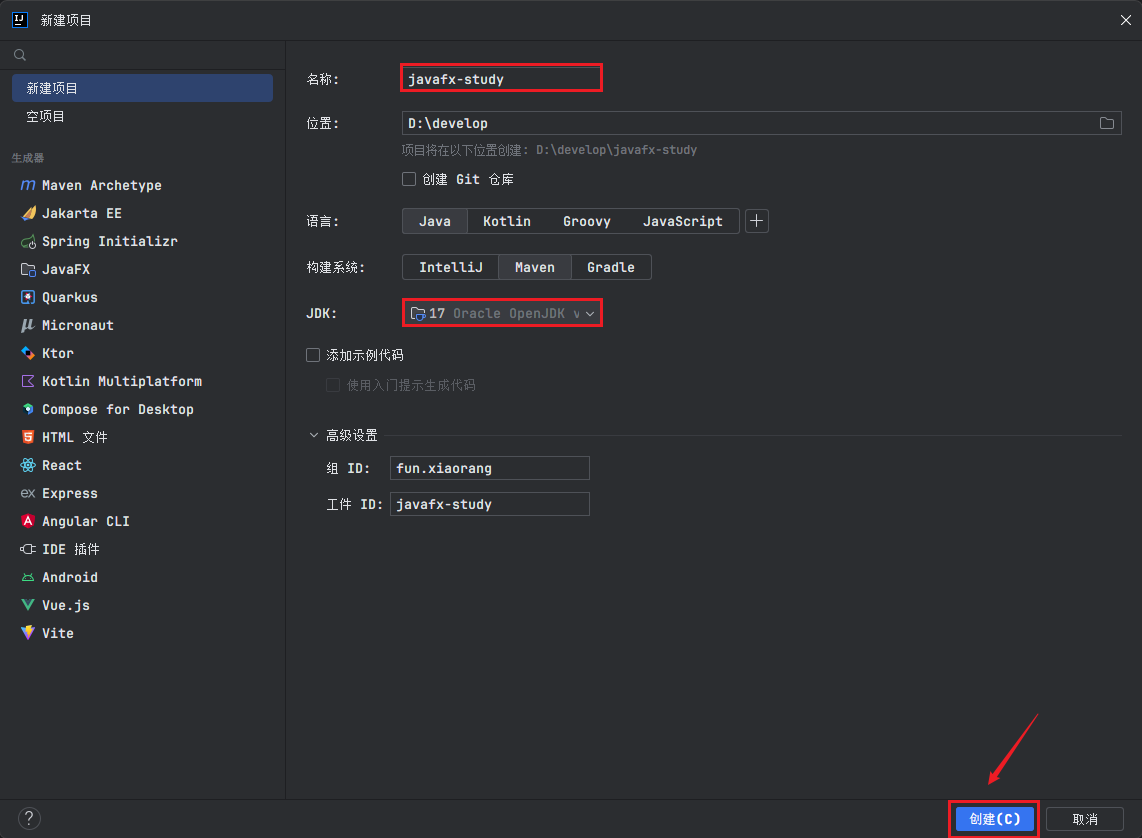 新建项目
新建项目
空项目
生成器
Maven Archetype
Jakarta EE
Spring Initializr
JavaFX
Quarkus
Micronaut
Ktor
Kotlin Multiplatform
Compose for Desktop
HTML 文件
React
Express
Angular CLI
IDE 插件
Android
Vue.js
Vite
名称: javafx-study
位置: D:\develop
项目将在以下位置创建: D:\develop\javafx-study
创建 Git 仓库
语言: Java Kotlin Groovy JavaScript
构建系统: IntelliJ Maven Gradle
JDK: 17 Oracle OpenJDK v
添加示例代码
使用入门提示生成代码
高级设置
组 ID: fun.xiaorang
工件 ID: javafx-study
? 创建(C) 取消